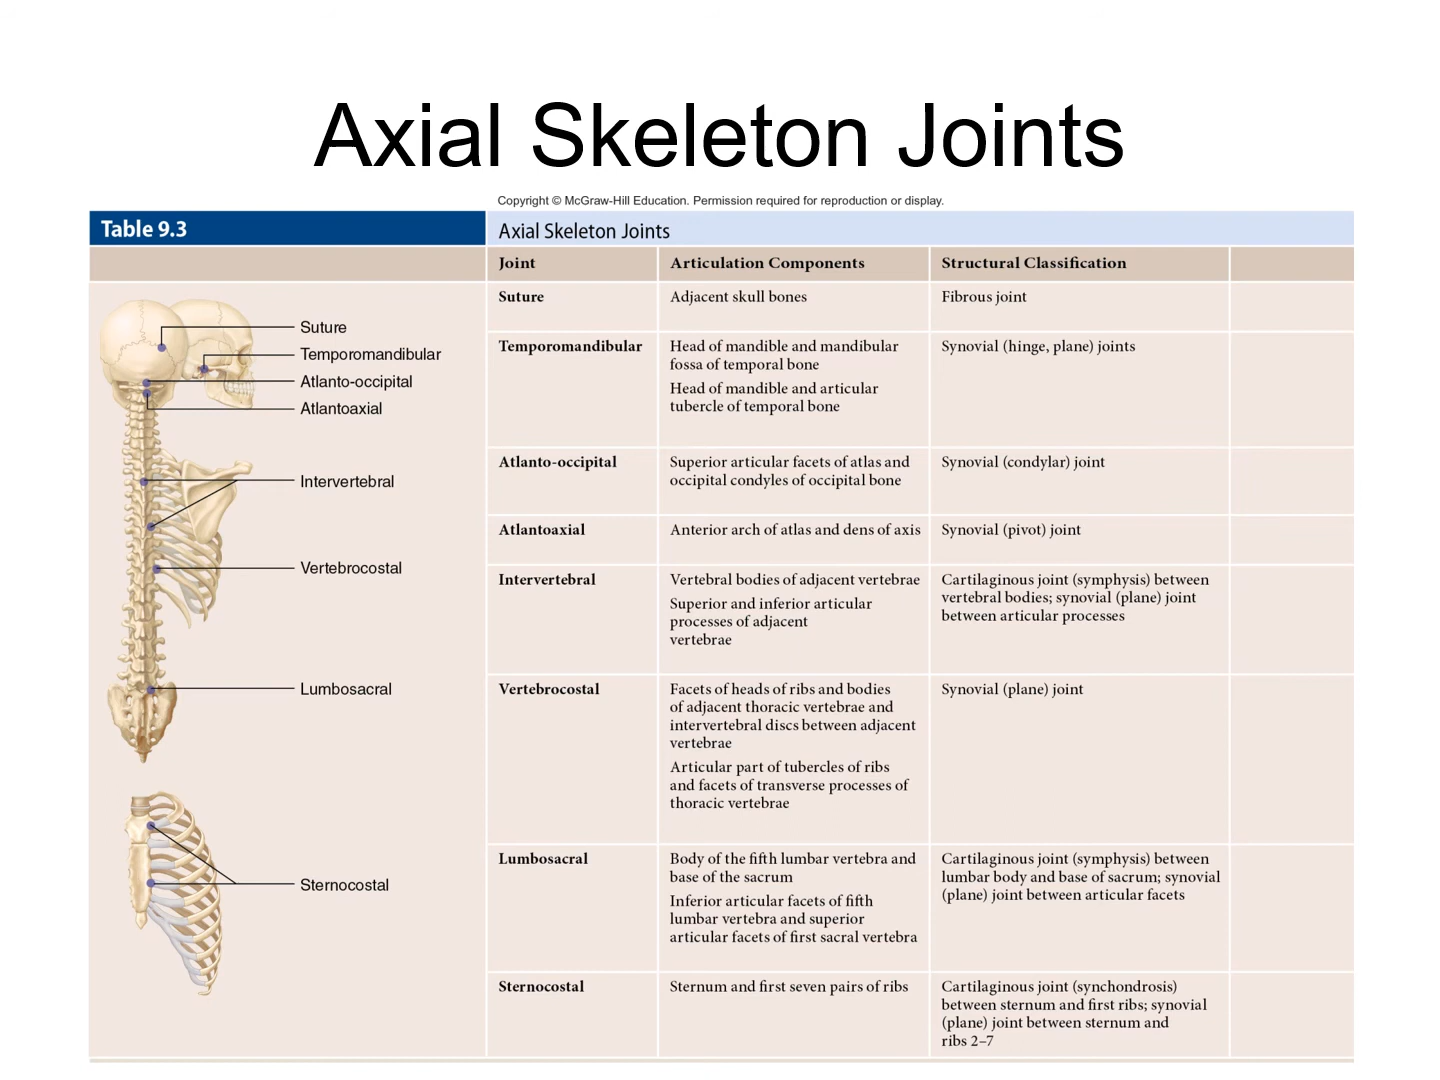 Axial Skeleton Joints
Copyright © McGraw-Hill Education. Permission required for reproduction or display.
Table 9.3
Axial Skeleton Joints
Joint
Articulation Components
Structural Classification
Suture
Temporomandibular
Atlanto-occipital
Atlantoaxial
Intervertebral
Vertebrocostal
Lumbosacral
Sternocostal
Suture
Adjacent skull bones
Fibrous joint
Temporomandibular
Head of mandible and mandibular
fossa of temporal bone
Head of mandible and articular
tubercle of temporal bone
Synovial (hinge, plane) joints
Atlanto-occipital
Superior articular facets of atlas and
occipital condyles of occipital bone
Synovial (condylar) joint
Atlantoaxial
Anterior arch of atlas and dens of axis
Synovial (pivot) joint
Intervertebral
Vertebral bodies of adjacent vertebrae
Superior and inferior articular
processes of adjacent
vertebrae
Cartilaginous joint (symphysis) between
vertebral bodies; synovial (plane) joint
between articular processes
Vertebrocostal
Facets of heads of ribs and bodies
of adjacent thoracic vertebrae and
intervertebral discs between adjacent
vertebrae
Articular part of tubercles of ribs
and facets of transverse processes of
thoracic vertebrae
Synovial (plane) joint
Lumbosacral
Body of the fifth lumbar vertebra and
base of the sacrum
Inferior articular facets of fifth
lumbar vertebra and superior
articular facets of first sacral vertebra
Cartilaginous joint (symphysis) between
lumbar body and base of sacrum; synovial
(plane) joint between articular facets
Sternocostal
Sternum and first seven pairs of ribs
Cartilaginous joint (synchondrosis)
between sternum and first ribs; synovial
(plane) joint between sternum and
ribs 2–7